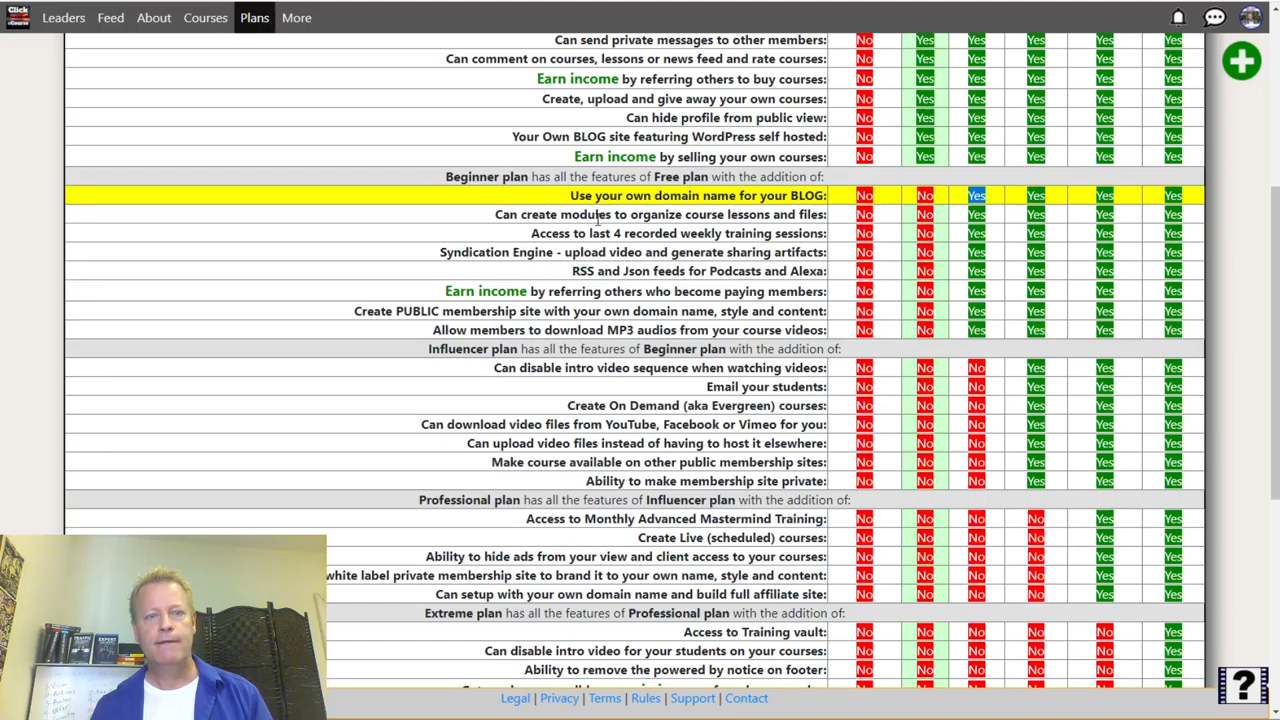 Click
eCourse
Leaders Feed About Courses Plans More
Can send private messages to other members: No Yes Yes Yes Yes Yes
Can comment on courses, lessons or news feed and rate courses: No Yes Yes Yes Yes Yes
Earn income by referring others to buy courses: No Yes Yes Yes Yes Yes
Create, upload and give away your own courses: No Yes Yes Yes Yes Yes
Can hide profile from public view: No Yes Yes Yes Yes Yes
Your Own BLOG site featuring WordPress self hosted: No Yes Yes Yes Yes Yes
Earn income by selling your own courses: No Yes Yes Yes Yes Yes
Beginner plan has all the features of Free plan with the addition of:
Use your own domain name for your BLOG: No No Yes Yes Yes Yes
Can create modules to organize course lessons and files: No No Yes Yes Yes Yes
Access to last 4 recorded weekly training sessions: No No Yes Yes Yes Yes
Syndication Engine - upload video and generate sharing artifacts: No No Yes Yes Yes Yes
RSS and Json feeds for Podcasts and Alexa: No No Yes Yes Yes Yes
Earn income by referring others who become paying members: No No Yes Yes Yes Yes
Create PUBLIC membership site with your own domain name, style and content: No No Yes Yes Yes Yes
Allow members to download MP3 audios from your course videos: No No Yes Yes Yes Yes
Influencer plan has all the features of Beginner plan with the addition of:
Can disable intro video sequence when watching videos: No No No Yes Yes Yes
Email your students: No No No Yes Yes Yes
Create On Demand (aka Evergreen) courses: No No No Yes Yes Yes
Can download video files from YouTube, Facebook or Vimeo for you: No No No Yes Yes Yes
Can upload video files instead of having to host it elsewhere: No No No Yes Yes Yes
Make course available on other public membership sites: No No No Yes Yes Yes
Ability to make membership site private: No No No Yes Yes Yes
Professional plan has all the features of Influencer plan with the addition of:
Access to Monthly Advanced Mastermind Training: No No No No Yes Yes
Create Live (scheduled) courses: No No No No Yes Yes
Ability to hide ads from your view and client access to your courses: No No No No Yes Yes
white label private membership site to brand it to your own name, style and content: No No No No Yes Yes
Can setup with your own domain name and build full affiliate site: No No No No Yes Yes
Extreme plan has all the features of Professional plan with the addition of:
Access to Training vault: No No No No No Yes
Can disable intro video for your students on your courses: No No No No No Yes
Ability to remove the powered by notice on footer: No No No No No Yes
Legal | Privacy | Terms | Rules | Support | Contact
?
TRAFFIC
EXPERT